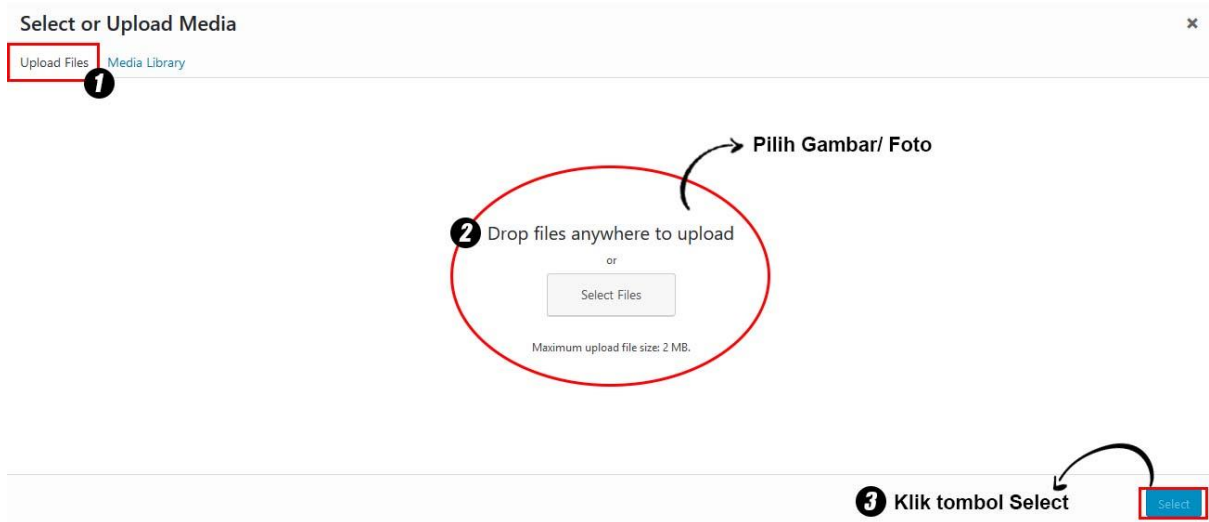 Select or Upload Media
×
Upload Files Media Library
1
Pilih Gambar/ Foto
2 Drop files anywhere to upload
or
Select Files
Maximum upload file size: 2 MB.
3 Klik tombol Select
Select